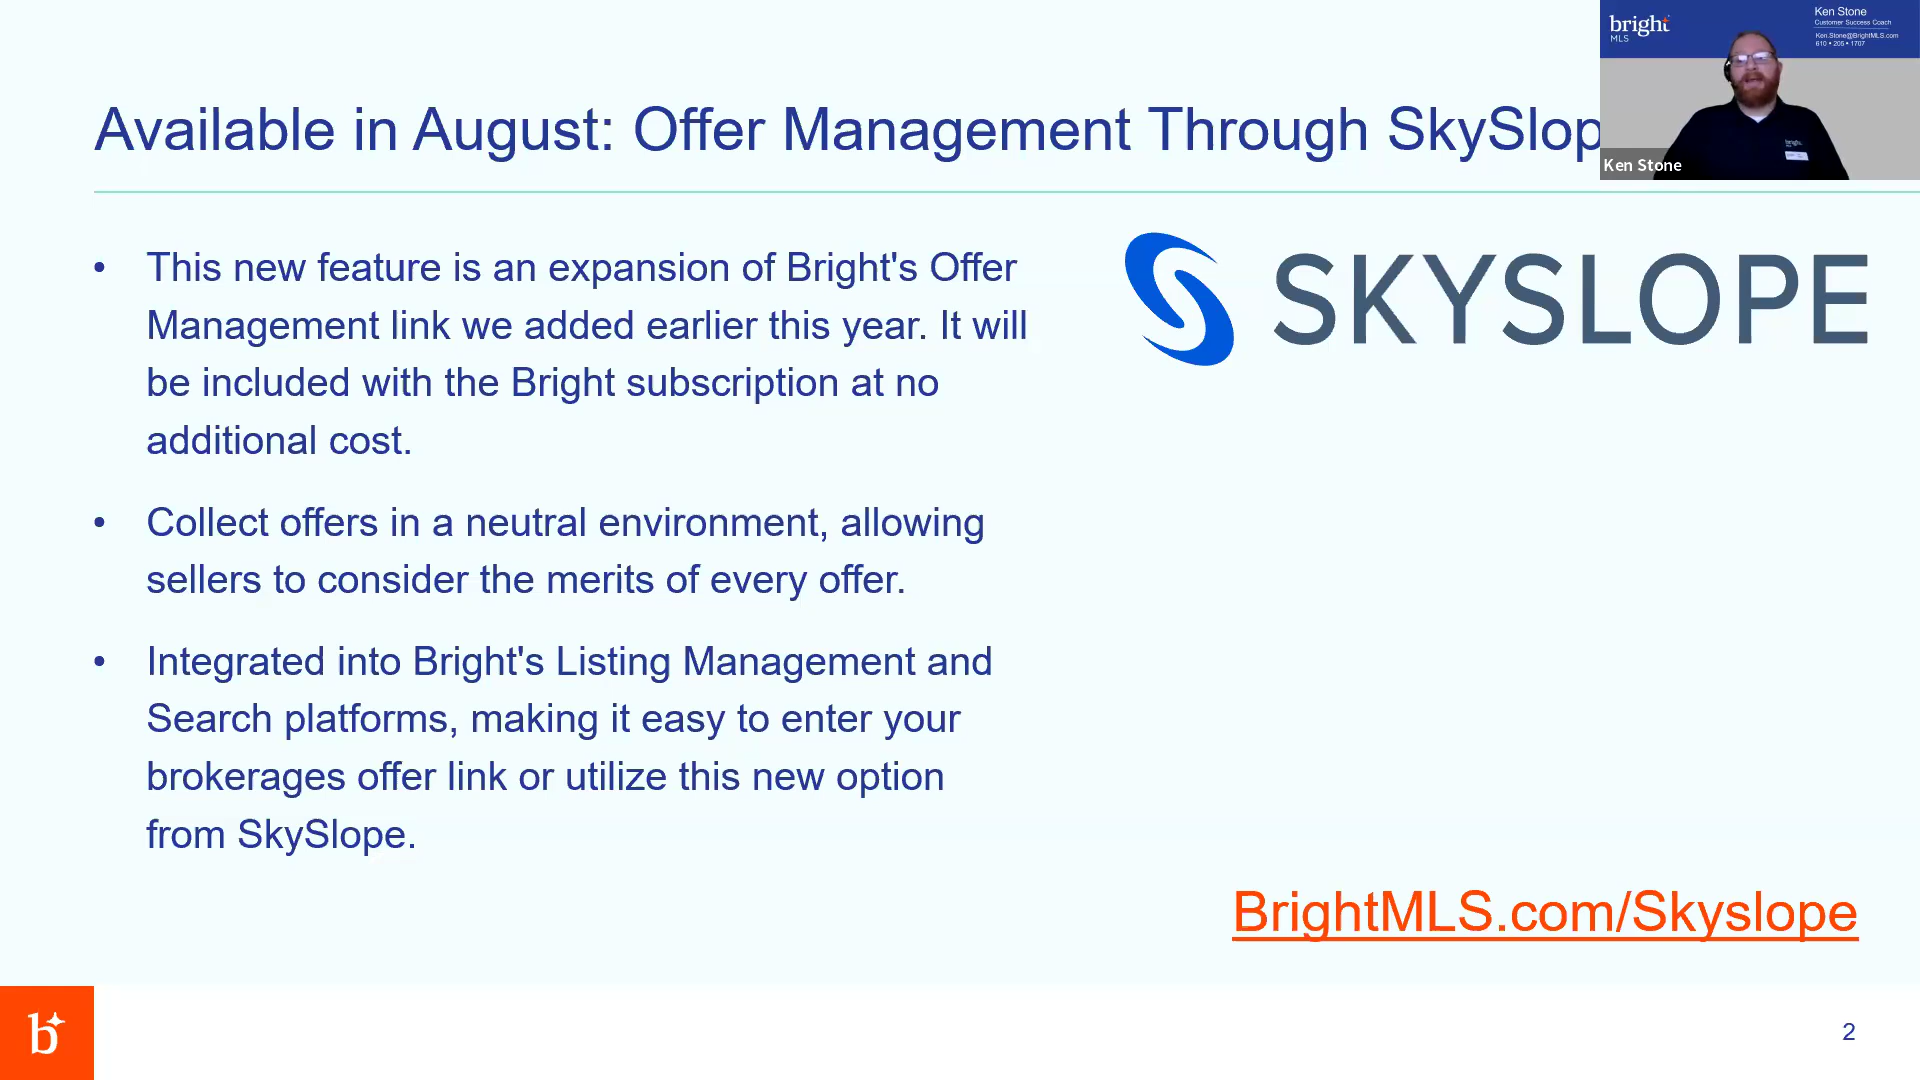 Available in August: Offer Management Through SkySlop
bright
MLS
Ken Stone
Customer Success Coach
Ken.Stone@BrightMLS.com
610 • 205 • 1707
bright
Ken Stone
• This new feature is an expansion of Bright's Offer
Management link we added earlier this year. It will
be included with the Bright subscription at no
additional cost.
• Collect offers in a neutral environment, allowing
sellers to consider the merits of every offer.
• Integrated into Bright's Listing Management and
Search platforms, making it easy to enter your
brokerages offer link or utilize this new option
from SkySlope.
SKYSLOPE
BrightMLS.com/Skyslope
b
2